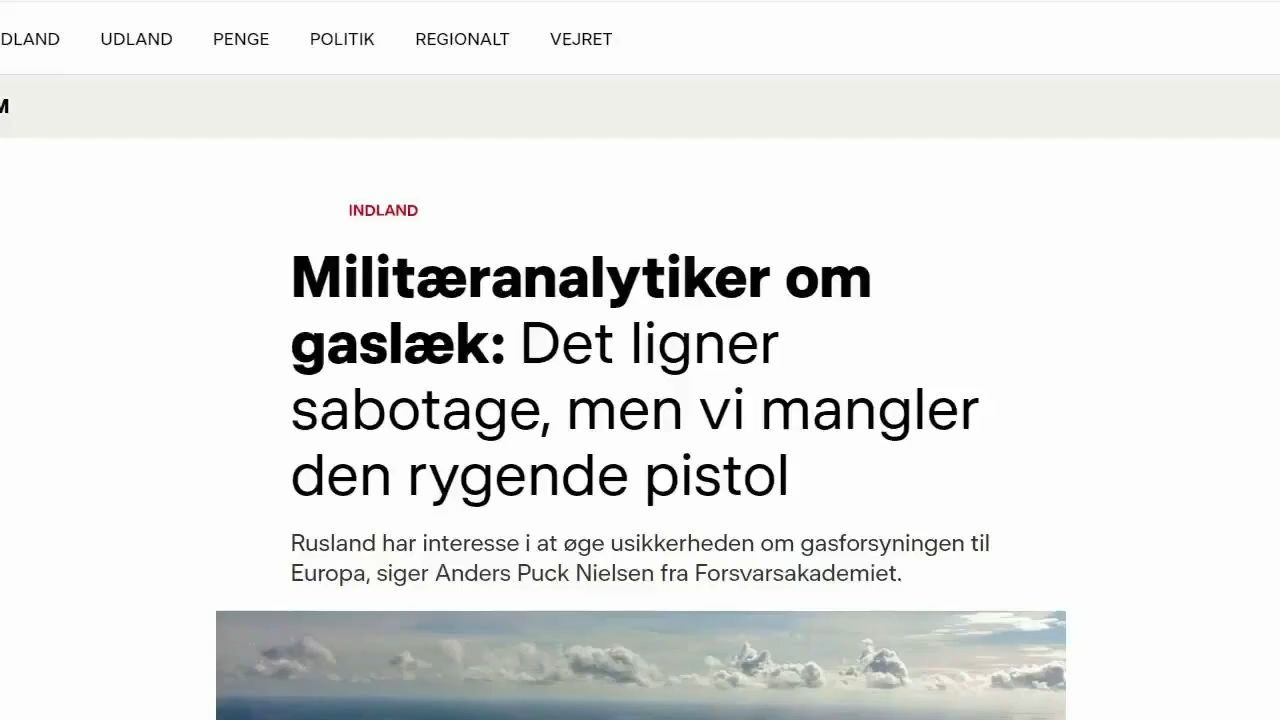 DLAND UDLAND PENGE POLITIK REGIONALT VEJRET
M
INDLAND
Militæranalytiker om
gaslæk: Det ligner
sabotage, men vi mangler
den rygende pistol
Rusland har interesse i at øge usikkerheden om gasforsyningen til
Europa, siger Anders Puck Nielsen fra Forsvarsakademiet.